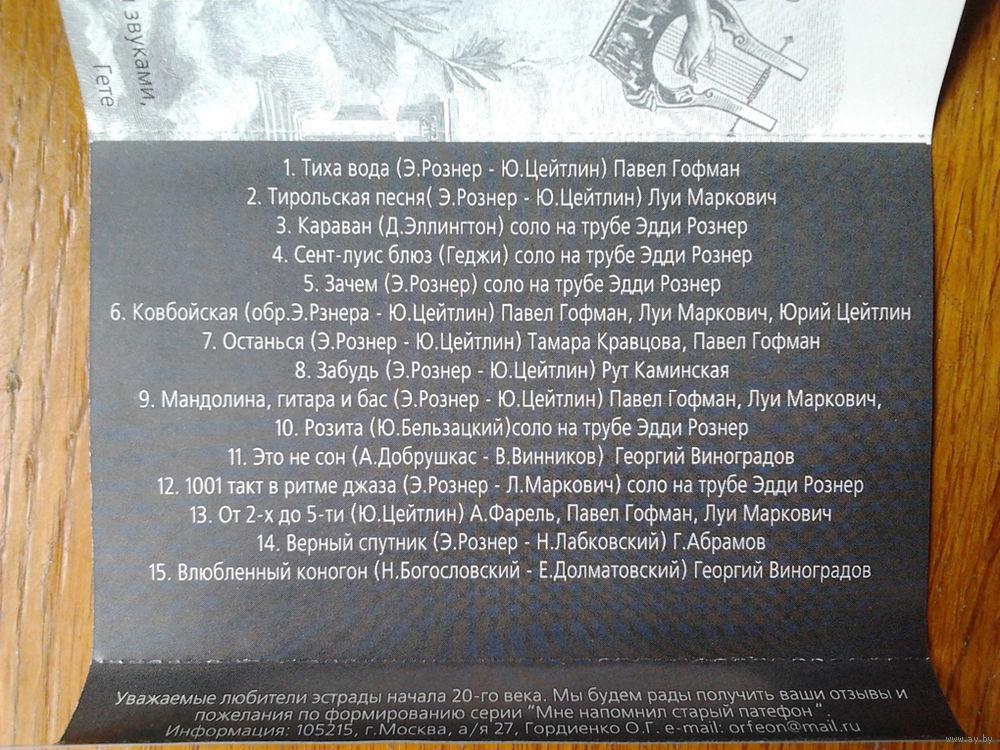 звуками,
Гете
1. Тиха вода (Э.Рознер - Ю.Цейтлин) Павел Гофман
2. Тирольская песня( Э.Рознер - Ю.Цейтлин) Луи Маркович
3. Караван (Д.Эллингтон) соло на трубе Эдди Рознер
4. Сент-луис блюз (Геджи) соло на трубе Эдди Рознер
5. Зачем (Э.Рознер) соло на трубе Эдди Рознер
6. Ковбойская (обр.Э.Рзнера - Ю.Цейтлин) Павел Гофман, Луи Маркович, Юрий Цейтлин
7. Останься (Э.Рознер - Ю.Цейтлин) Тамара Кравцова, Павел Гофман
8. Забудь (Э.Рознер - Ю.Цейтлин) Рут Каминская
9. Мандолина, гитара и бас (Э.Рознер - Ю.Цейтлин) Павел Гофман, Луи Маркович,
10. Розита (Ю.Бельзацкий)соло на трубе Эдди Рознер
11. Это не сон (А.Добрушкас - В.Винников) Георгий Виноградов
12. 1001 такт в ритме джаза (Э.Рознер - Л.Маркович) соло на трубе Эдди Рознер
13. От 2-х до 5-ти (Ю.Цейтлин) А.Фарель, Павел Гофман, Луи Маркович
14. Верный спутник (Э.Рознер - Н.Лабковский) Г.Абрамов
15. Влюбленный коногон (Н.Богословский - Е.Долматовский) Георгий Виноградов
Уважаемые любители эстрады начала 20-го века. Мы будем рады получить ваши отзывы и
пожелания по формированию серии "Мне напомнил старый патефон".
Информация: 105215, г.Москва, а/я 27, Гордиенко О.Г. e-mail: orfeon@mail.ru
www.ay.by